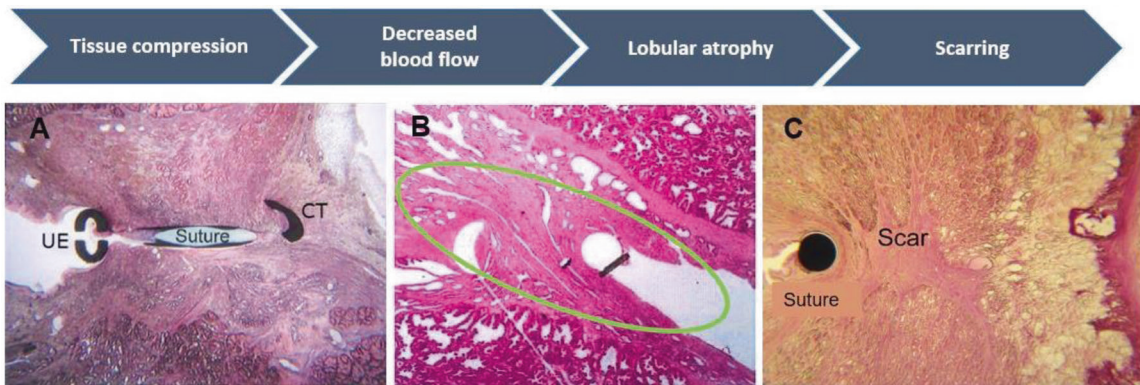 Tissue compression
Decreased
blood flow
Lobular atrophy
Scarring
A
UE
Suture
CT
B
C
Scar
Suture